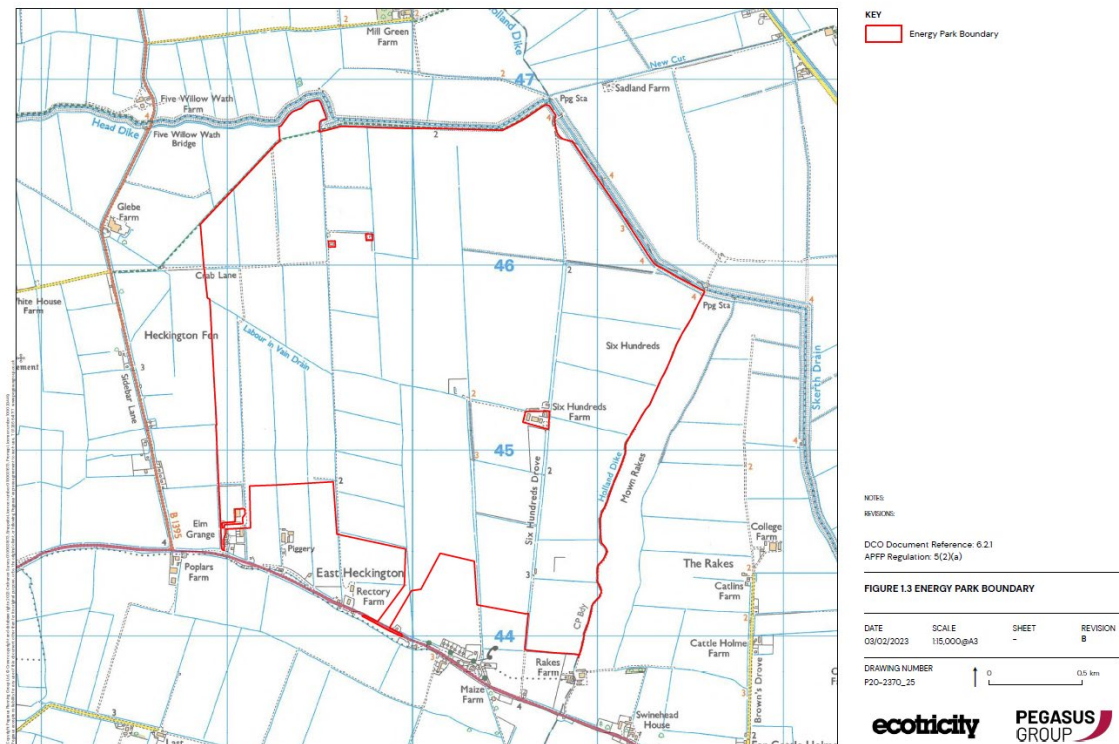 Mill Green
Farm
Holland Dike
2
47
New Cut
Sadland Farm
Ppg Sta
Five Willow Wath
Farm
Head Dike
Five Willow Wath
Bridge
Glebe
Farm
46
Crab Lane
White House
Farm
Heckington Fen
Labour in Vain Drain
Sidebar Lane
Ppg Sta
Six Hundreds
Skerth Drain
Six Hundreds
Farm
45
Holland Dike
Mown Rakes
Six Hundreds Drove
Elm
Grange
B 1395
Piggery
Poplars
Farm
East Heckington
Rectory
Farm
College
Farm
The Rakes
Catlins
Farm
CP Bdy
44
Cattle Holme
Farm
Rakes
Farm
Maize
Farm
Brown's Drove
Swinehead
House
KEY
Energy Park Boundary
NOTES:
REVISIONS:
DCO Document Reference: 6.2.1
APFP Regulation: 5(2)(a)
FIGURE 1.3 ENERGY PARK BOUNDARY
DATE SCALE SHEET REVISION
03/02/2023 1:15,000@A3 - B
DRAWING NUMBER
P20-2370_25
0 0.5 km
ecotricity
PEGASUS
GROUP